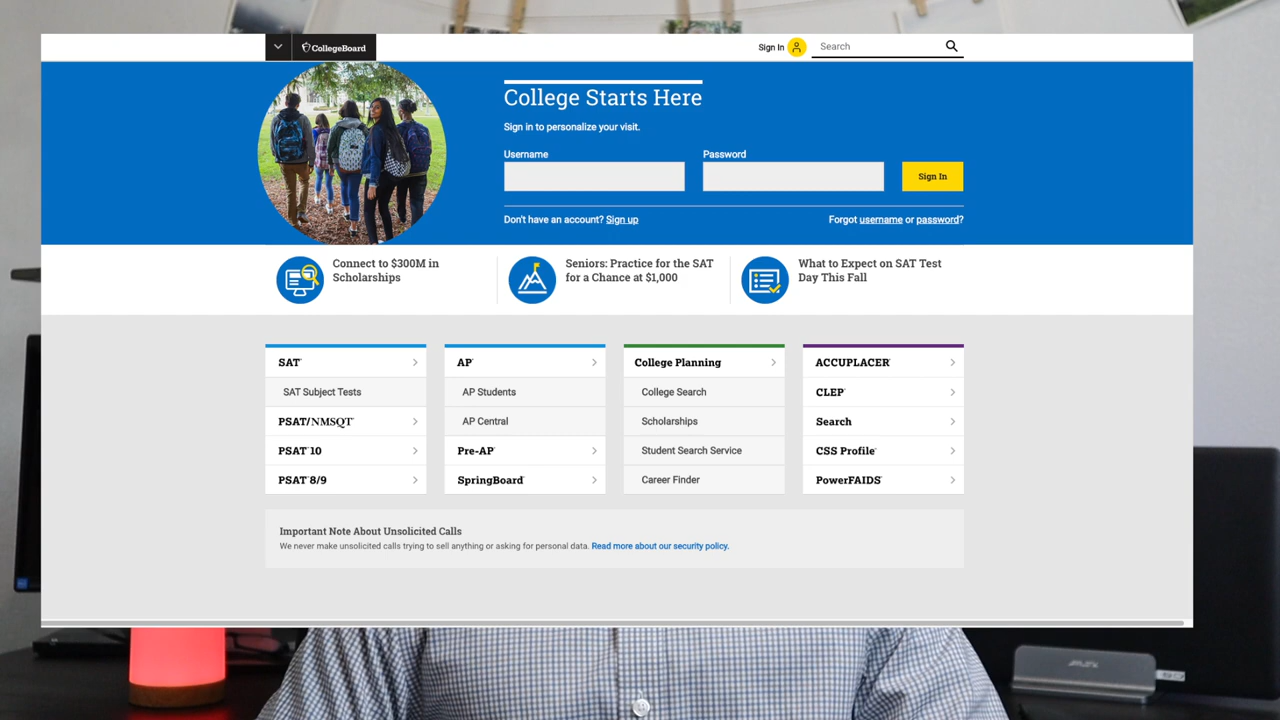 CollegeBoard
Sign In
Search
College Starts Here
Sign in to personalize your visit.
Username
Password
Sign In
Don't have an account? Sign up
Forgot username or password?
Connect to $300M in
Scholarships
Seniors: Practice for the SAT
for a Chance at $1,000
What to Expect on SAT Test
Day This Fall
SAT®
SAT Subject Tests
PSAT/NMSQT®
PSAT™ 10
PSAT™ 8/9
AP®
AP Students
AP Central
Pre-AP®
SpringBoard®
College Planning
College Search
Scholarships
Student Search Service
Career Finder
ACCUPLACER®
CLEP®
Search
CSS Profile™
PowerFAIDS®
Important Note About Unsolicited Calls
We never make unsolicited calls trying to sell anything or asking for personal data. Read more about our security policy.